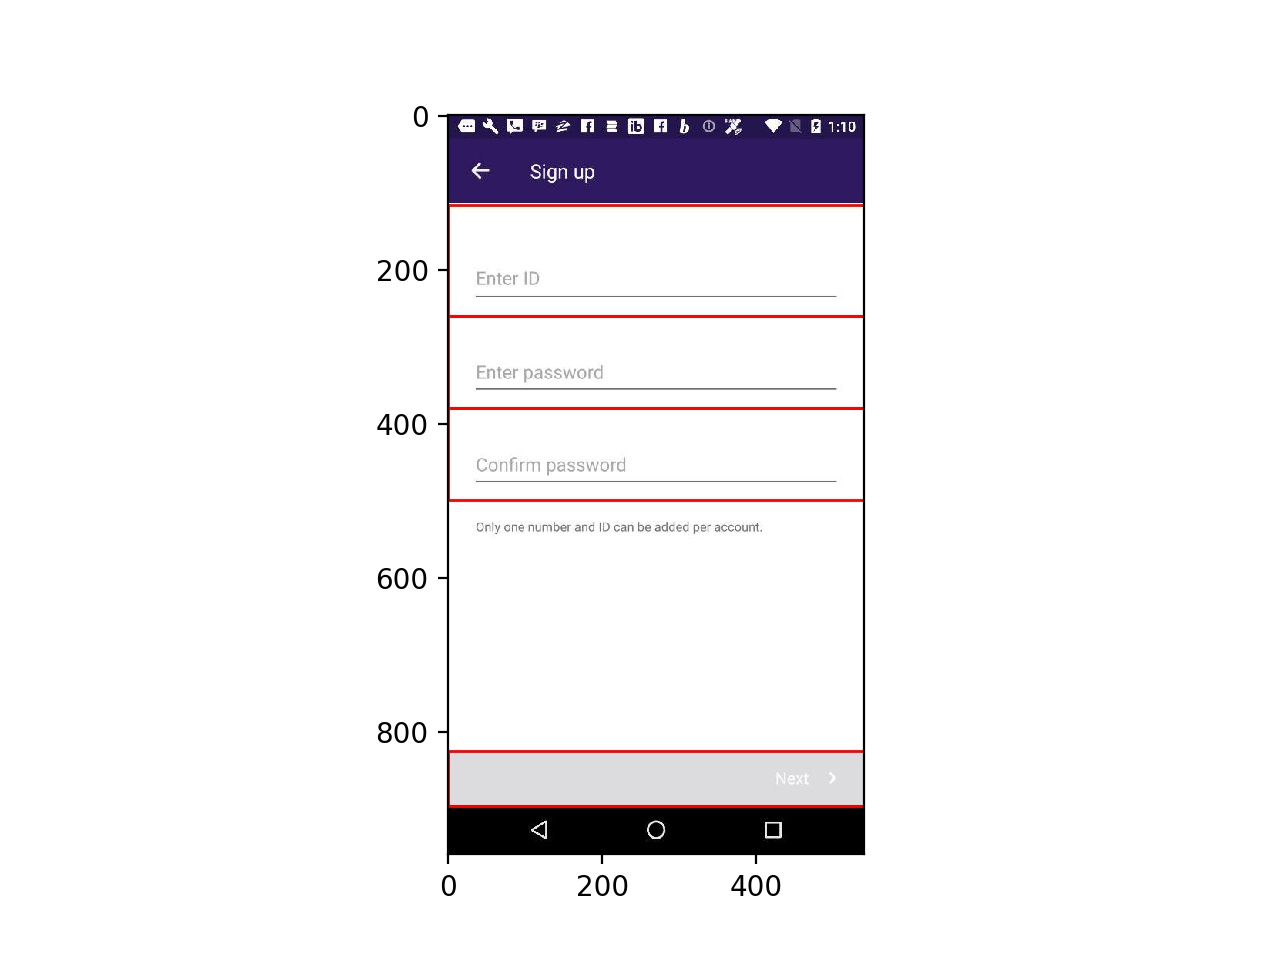 0
1:10
Sign up
200
Enter ID
Enter password
400
Confirm password
Only one number and ID can be added per account.
600
800
Next
0 200 400